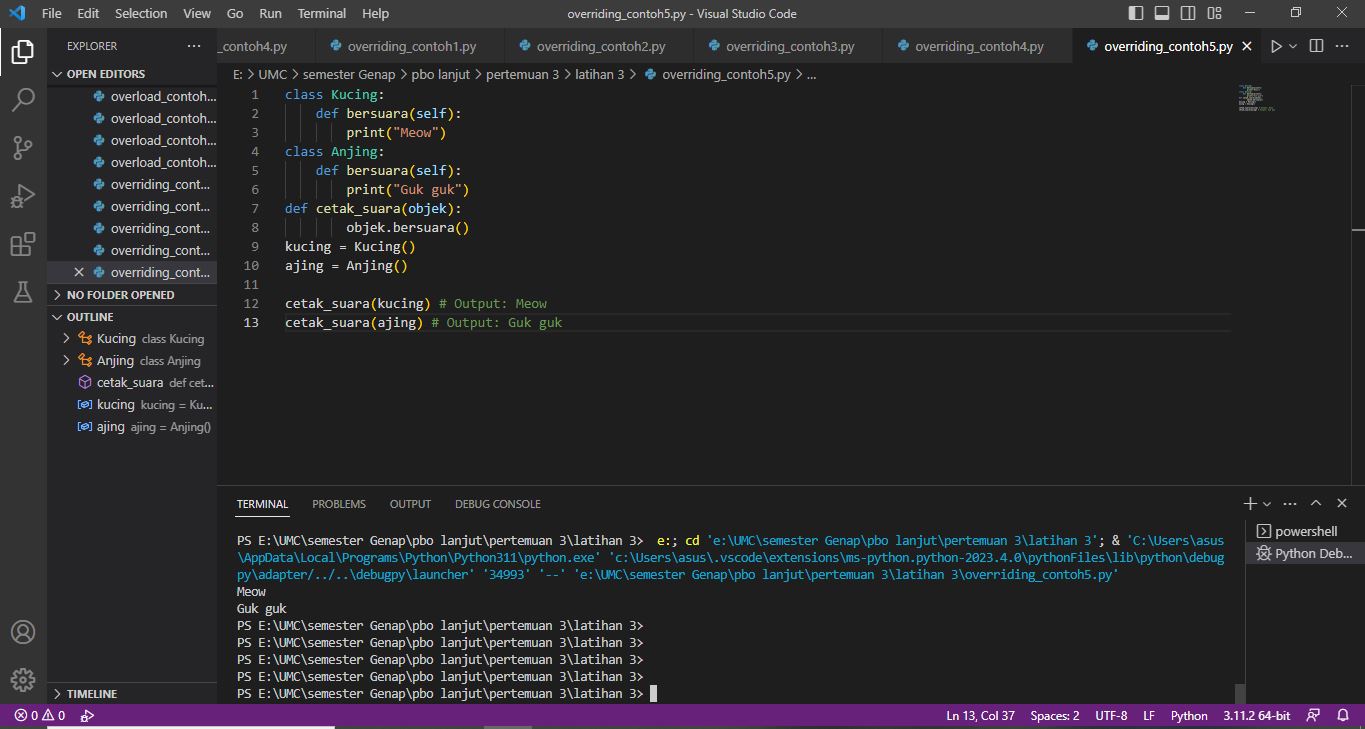 File Edit Selection View Go Run Terminal Help
overriding_contoh5.py - Visual Studio Code
EXPLORER
_contoh4.py
overriding_contoh1.py
overriding_contoh2.py
overriding_contoh3.py
overriding_contoh4.py
overriding_contoh5.py
OPEN EDITORS
overload_contoh...
overload_contoh...
overload_contoh...
overload_contoh...
overriding_cont...
overriding_cont...
overriding_cont...
overriding_cont...
overriding_cont...
NO FOLDER OPENED
OUTLINE
Kucing class Kucing
Anjing class Anjing
cetak_suara def cet...
kucing kucing = Ku...
ajing ajing = Anjing()
TIMELINE
E: > UMC > semester Genap > pbo lanjut > pertemuan 3 > latihan 3 > overriding_contoh5.py > ...
1 class Kucing:
2 def bersuara(self):
3 print("Meow")
4 class Anjing:
5 def bersuara(self):
6 print("Guk guk")
7 def cetak_suara(objek):
8 objek.bersuara()
9 kucing = Kucing()
10 ajing = Anjing()
11
12 cetak_suara(kucing) # Output: Meow
13 cetak_suara(ajing) # Output: Guk guk
TERMINAL PROBLEMS OUTPUT DEBUG CONSOLE
PS E:\UMC\semester Genap\pbo lanjut\pertemuan 3\latihan 3> e:; cd 'e:\UMC\semester Genap\pbo lanjut\pertemuan 3\latihan 3'; & 'C:\Users\asus
\AppData\Local\Programs\Python\Python311\python.exe' 'c:\Users\asus\.vscode\extensions\ms-python.python-2023.4.0\pythonFiles\lib\python\debug
py\adapter/../..\debugpy\launcher' '34993' '--' 'e:\UMC\semester Genap\pbo lanjut\pertemuan 3\latihan 3\overriding_contoh5.py'
Meow
Guk guk
PS E:\UMC\semester Genap\pbo lanjut\pertemuan 3\latihan 3>
PS E:\UMC\semester Genap\pbo lanjut\pertemuan 3\latihan 3>
PS E:\UMC\semester Genap\pbo lanjut\pertemuan 3\latihan 3>
PS E:\UMC\semester Genap\pbo lanjut\pertemuan 3\latihan 3>
PS E:\UMC\semester Genap\pbo lanjut\pertemuan 3\latihan 3>
powershell
Python Deb...
0 0
Ln 13, Col 37 Spaces: 2 UTF-8 LF Python 3.11.2 64-bit